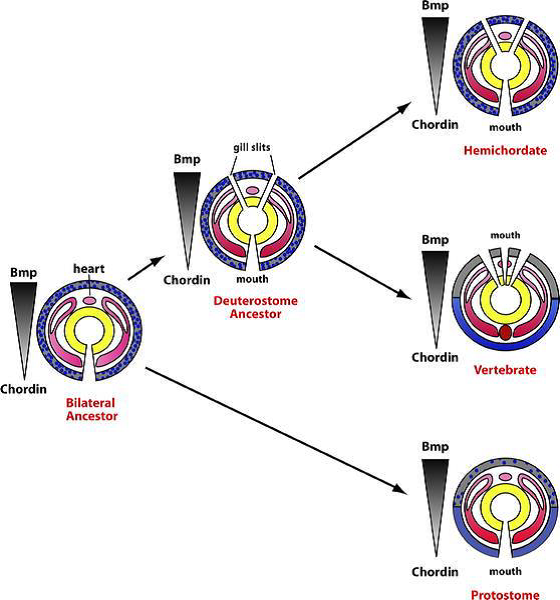 Bmp
Chordin
mouth
Hemichordate
gill slits
Bmp
Chordin
mouth
Deuterostome
Ancestor
Bmp
mouth
Chordin
Vertebrate
Bmp
heart
Chordin
Bilateral
Ancestor
Bmp
Chordin
mouth
Protostome